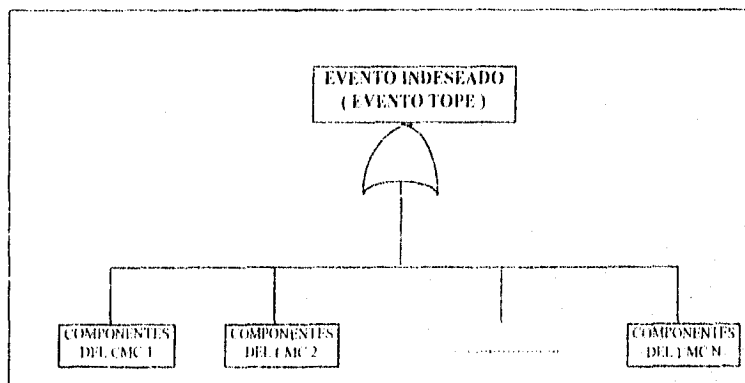 EVENTO INDESEADO
( EVENTO TOPE )
COMPONENTES
DEL CMC 1
COMPONENTES
DEL CMC 2
COMPONENTES
DEL CMC N